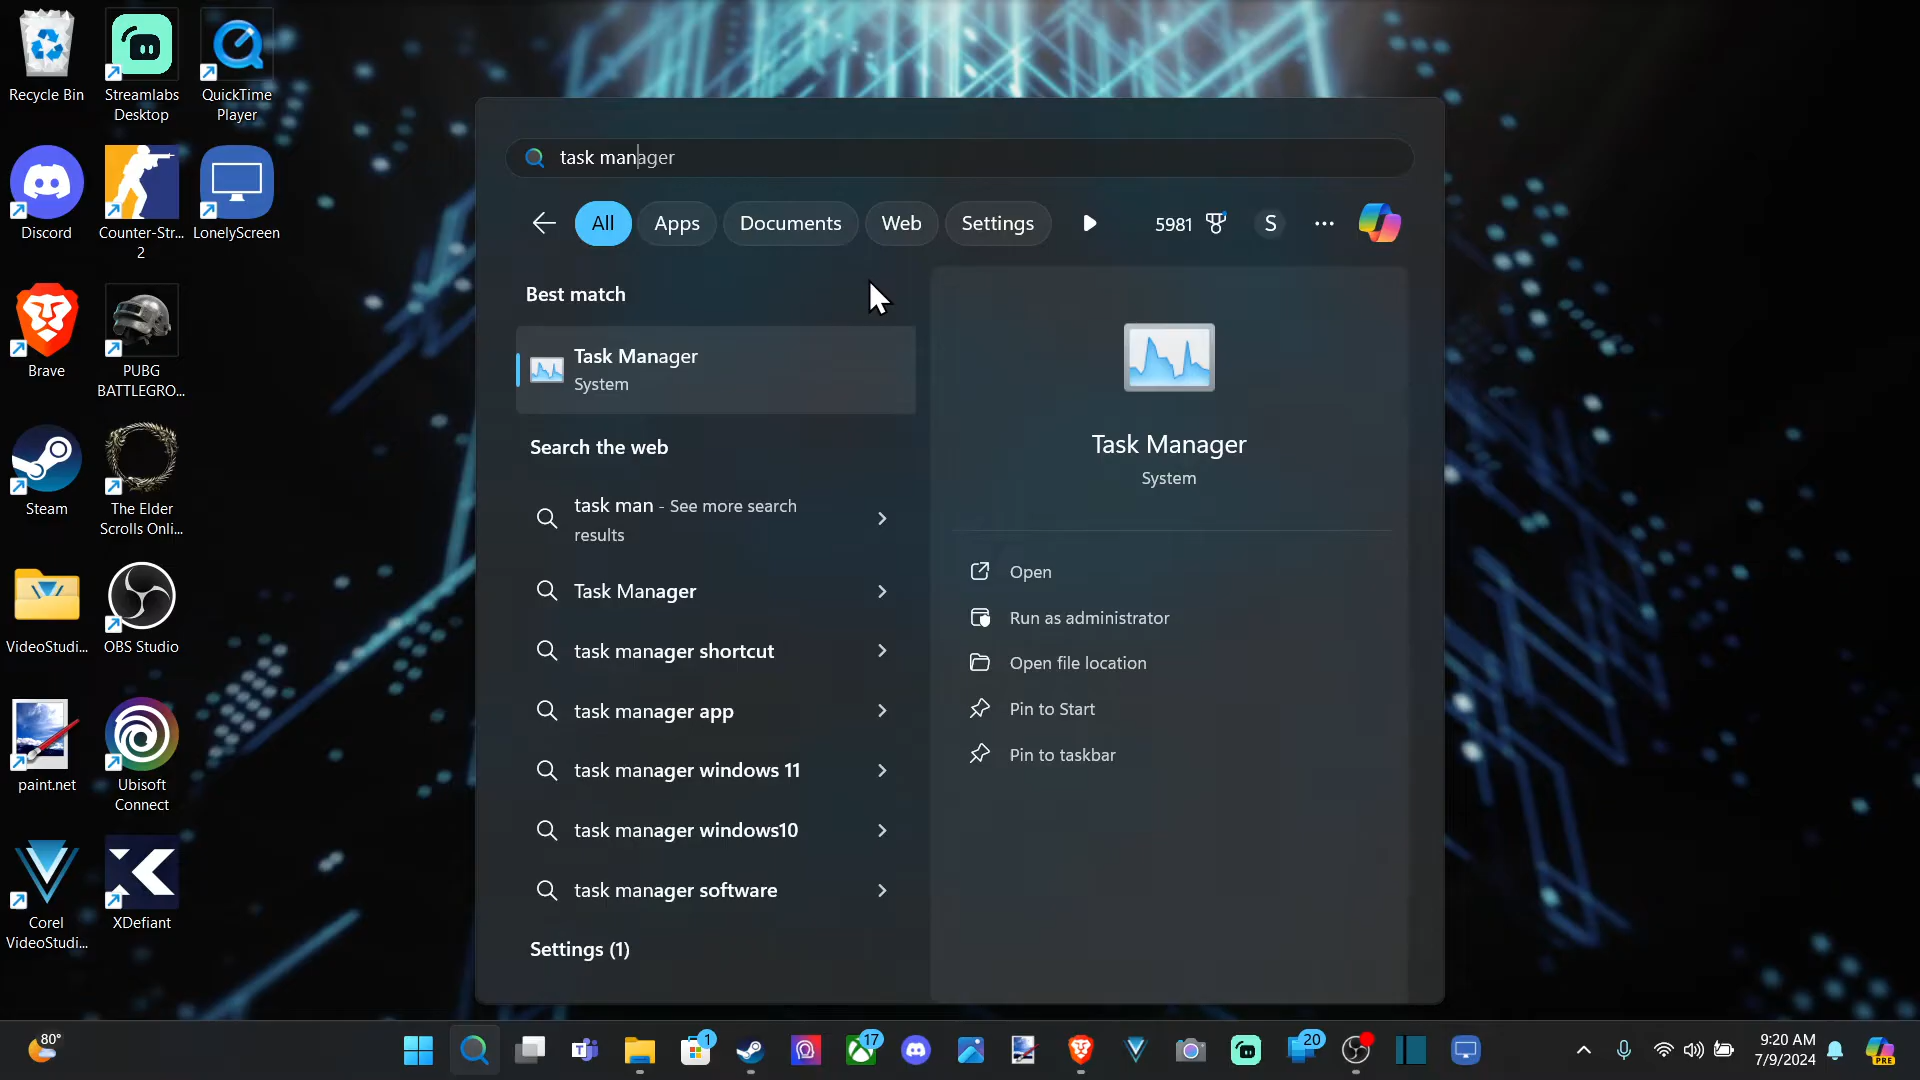 Recycle Bin
Streamlabs
Desktop
QuickTime
Player
Discord
Counter-Str...
2
LonelyScreen
Brave
PUBG
BATTLEGRO...
Steam
The Elder
Scrolls Onli...
VideoStudi...
OBS Studio
paint.net
Ubisoft
Connect
Corel
VideoStudi...
XDefiant
task manager
All
Apps
Documents
Web
Settings
5981
S
Best match
Task Manager
System
Search the web
task man - See more search
results
Task Manager
task manager shortcut
task manager app
task manager windows 11
task manager windows10
task manager software
Settings (1)
Task Manager
System
Open
Run as administrator
Open file location
Pin to Start
Pin to taskbar
80°
1
17
20
9:20 AM
7/9/2024
PRE